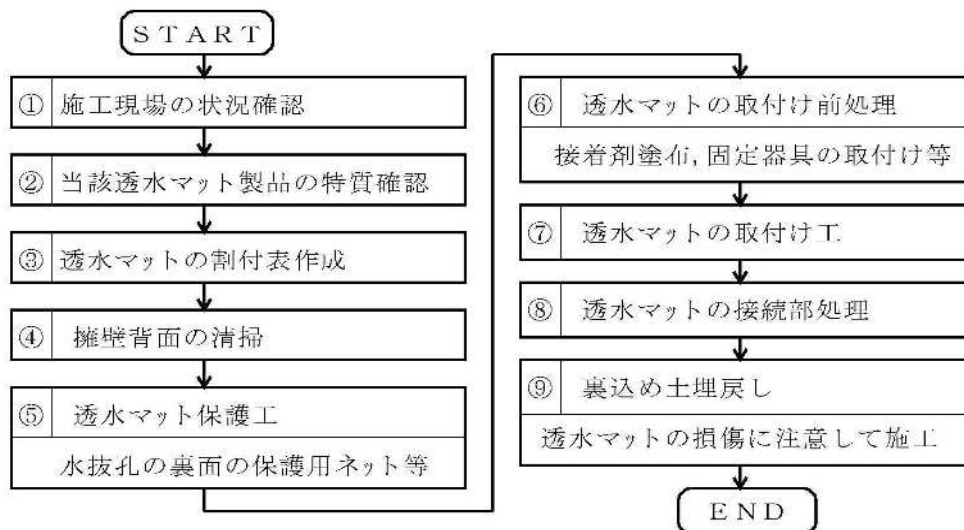 START
① 施工現場の状況確認
② 当該透水マット製品の特質確認
③ 透水マットの割付表作成
④ 擁壁背面の清掃
⑤ 透水マット保護工
水抜孔の裏面の保護用ネット等
⑥ 透水マットの取付け前処理
接着剤塗布,固定器具の取付け等
⑦ 透水マットの取付け工
⑧ 透水マットの接続部処理
⑨ 裏込め土埋戻し
透水マットの損傷に注意して施工
END